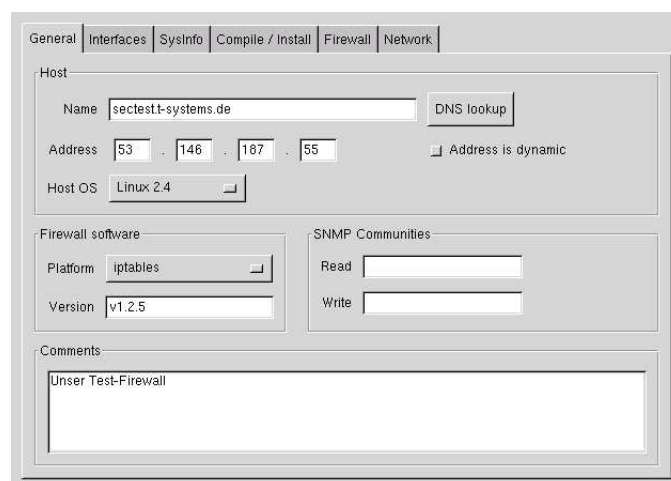 General Interfaces SysInfo Compile / Install Firewall Network
Host
Name sectest.t-systems.de DNS lookup
Address 53 . 146 . 187 . 55 Address is dynamic
Host OS Linux 2.4
Firewall software SNMP Communities
Platform iptables Read
Version v1.2.5 Write
Comments
Unser Test-Firewall